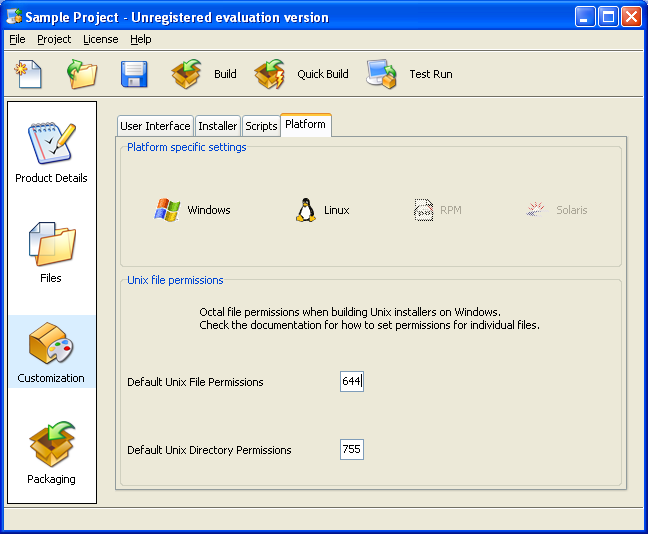 Sample Project - Unregistered evaluation version
File Project License Help
Build Quick Build Test Run
User Interface Installer Scripts Platform
Product Details
Files
Customization
Packaging
Platform specific settings
Windows Linux RPM Solaris
Unix file permissions
Octal file permissions when building Unix installers on Windows.
Check the documentation for how to set permissions for individual files.
Default Unix File Permissions 644
Default Unix Directory Permissions 755